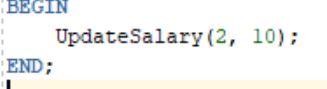 BEGIN
    UpdateSalary(2, 10);
END;